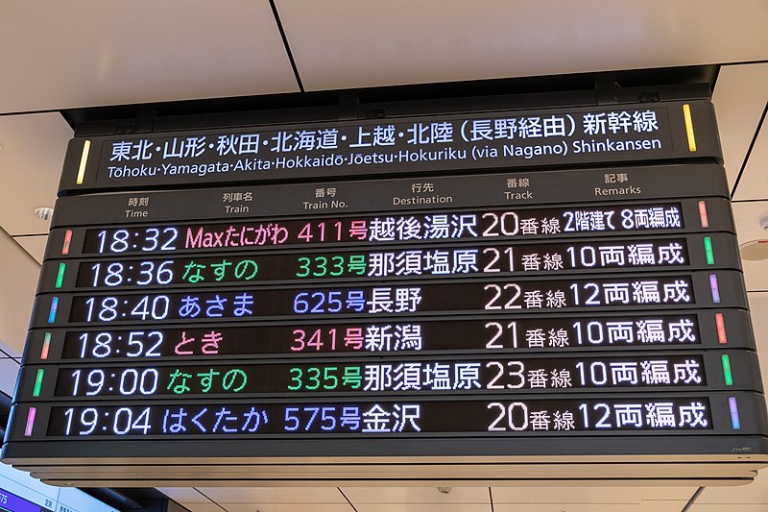 東北・山形・秋田・北海道・上越・北陸（長野経由）新幹線
Tōhoku・Yamagata・Akita・Hokkaidō・Jōetsu・Hokuriku (via Nagano) Shinkansen
時刻 列車名 番号 行先 番線 記事
Time Train Train No. Destination Track Remarks
18:32 Maxたにがわ 411号 越後湯沢 20番線 2階建て 8両編成
18:36 なすの 333号 那須塩原 21番線 10両編成
18:40 あさま 625号 長野 22番線 12両編成
18:52 とき 341号 新潟 21番線 10両編成
19:00 なすの 335号 那須塩原 23番線 10両編成
19:04 はくたか 575号 金沢 20番線 12両編成